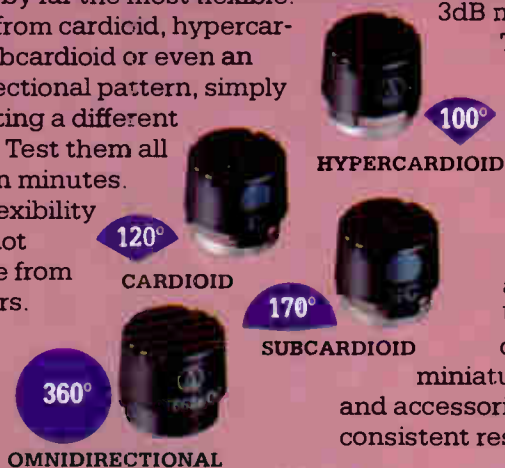 by far the most flexible.
from cardioid, hypercar-
bcardioid or even an
ectional pattern, simply
ting a different
Test them all
n minutes.
exibility
ot
e from
rs.
3dB m
T
100°
HYPERCARDIOID
120°
CARDIOID
170°
SUBCARDIOID
360°
OMNIDIRECTIONAL
miniatu
and accessori
consistent res